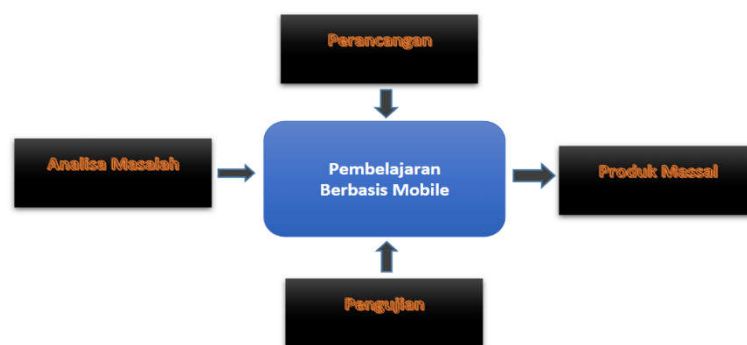 Perancangan
Analisa Masalah
Pembelajaran
Berbasis Mobile
Produk Massal
Pengujian